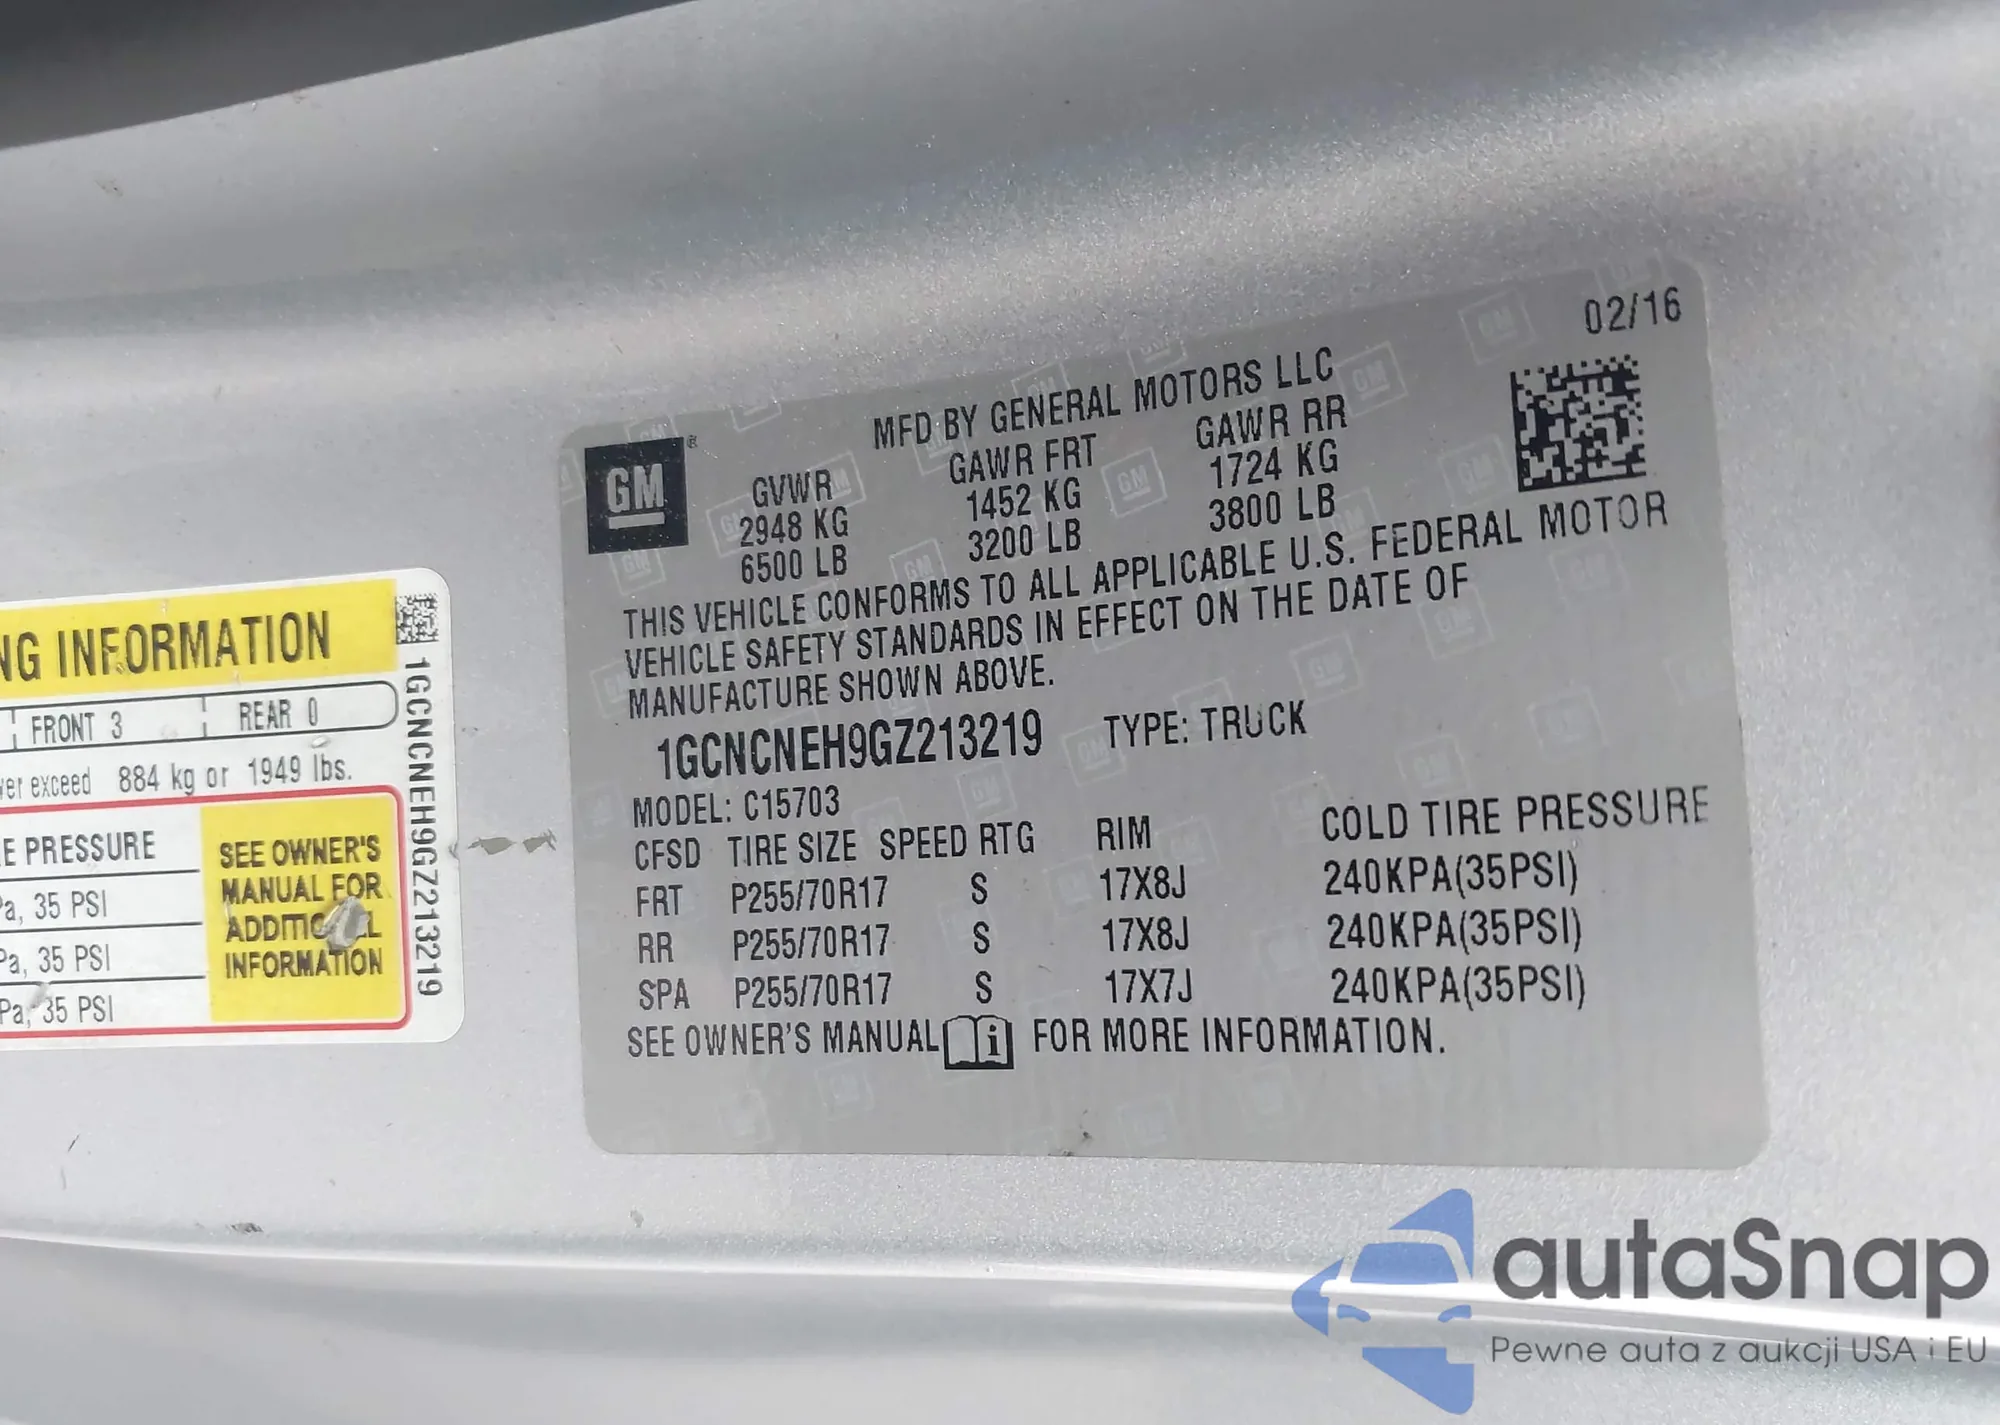 02/16
MFD BY GENERAL MOTORS LLC
GM ®
GVWR GAWR FRT GAWR RR
2948 KG 1452 KG 1724 KG
6500 LB 3200 LB 3800 LB
THIS VEHICLE CONFORMS TO ALL APPLICABLE U.S. FEDERAL MOTOR
VEHICLE SAFETY STANDARDS IN EFFECT ON THE DATE OF
MANUFACTURE SHOWN ABOVE.
1GCNCNEH9GZ213219 TYPE: TRUCK
MODEL: C15703
CFSD TIRE SIZE SPEED RTG RIM COLD TIRE PRESSURE
FRT P255/70R17 S 17X8J 240KPA(35PSI)
RR P255/70R17 S 17X8J 240KPA(35PSI)
SPA P255/70R17 S 17X7J 240KPA(35PSI)
SEE OWNER'S MANUAL i FOR MORE INFORMATION.
INFORMATION
FRONT 3 REAR 0
exceed 884 kg or 1949 lbs.
PRESSURE
35 PSI
35 PSI
35 PSI
SEE OWNER'S
MANUAL FOR
INFORMATION
1GCNCNEH9GZ213219
autaSnap
Pewne auta z aukcji USA i EU